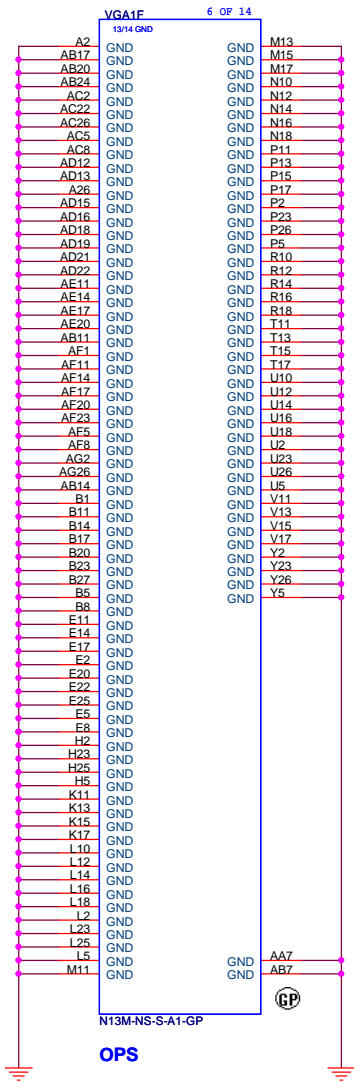 VGA1F 6 OF 14
13/14 GND
A2 GND GND M13
AB17 GND GND M15
AB20 GND GND M17
AB24 GND GND N10
AC2 GND GND N12
AC22 GND GND N14
AC26 GND GND N16
AC5 GND GND N18
AC8 GND GND P11
AD12 GND GND P13
AD13 GND GND P15
A26 GND GND P17
AD15 GND GND P2
AD16 GND GND P23
AD18 GND GND P26
AD19 GND GND P5
AD21 GND GND R10
AD22 GND GND R12
AE11 GND GND R14
AE14 GND GND R16
AE17 GND GND R18
AE20 GND GND T11
AB11 GND GND T13
AF1 GND GND T15
AF11 GND GND T17
AF14 GND GND U10
AF17 GND GND U12
AF20 GND GND U14
AF23 GND GND U16
AF5 GND GND U18
AF8 GND GND U2
AG2 GND GND U23
AG26 GND GND U26
AB14 GND GND U5
B1 GND GND V11
B11 GND GND V13
B14 GND GND V15
B17 GND GND V17
B20 GND GND Y2
B23 GND GND Y23
B27 GND GND Y26
B5 GND GND Y5
B8 GND
E11 GND
E14 GND
E17 GND
E2 GND
E20 GND
E22 GND
E25 GND
E5 GND
E8 GND
H2 GND
H23 GND
H25 GND
H5 GND
K11 GND
K13 GND
K15 GND
K17 GND
L10 GND
L12 GND
L14 GND
L16 GND
L18 GND
L2 GND
L23 GND
L25 GND
L5 GND GND AA7
M11 GND GND AB7
GP
N13M-NS-S-A1-GP
OPS